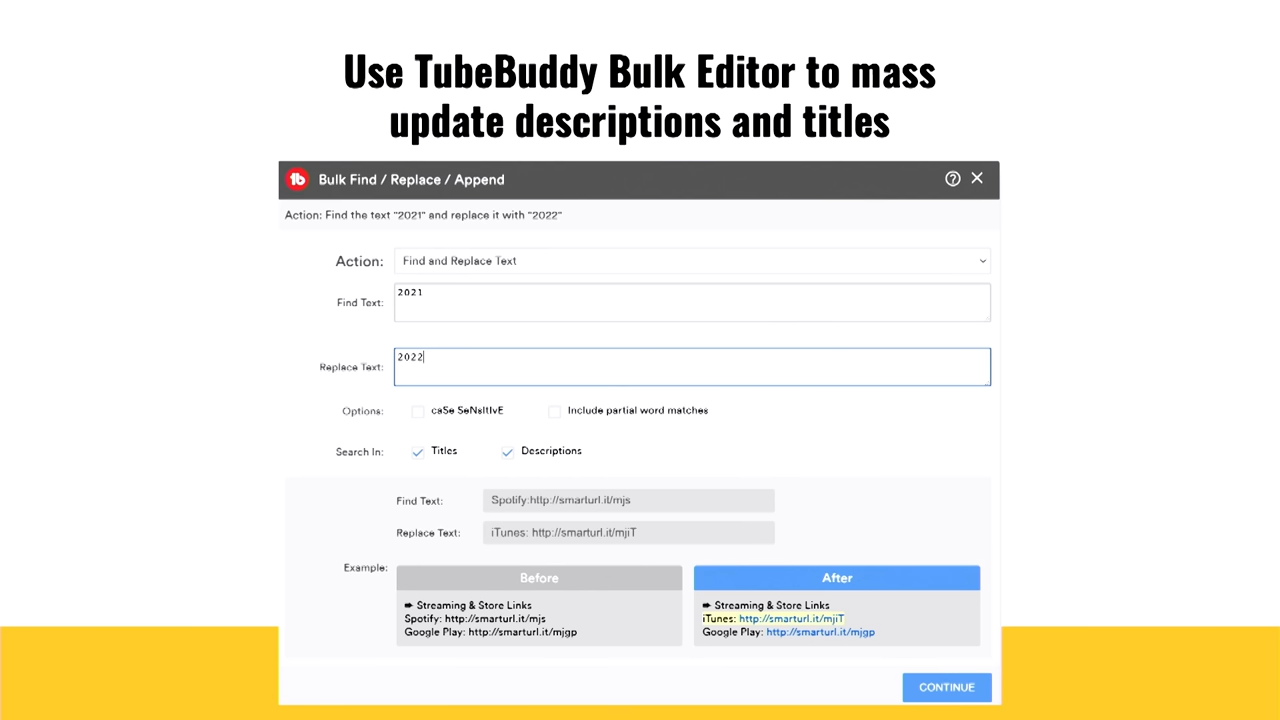 Use TubeBuddy Bulk Editor to mass
update descriptions and titles
tb Bulk Find / Replace / Append ?
Action: Find the text "2021" and replace it with "2022"
Action: Find and Replace Text
Find Text: 2021
Replace Text: 2022
Options: caSe SeNsItIvE Include partial word matches
Search In: Titles Descriptions
Find Text: Spotify:http://smarturl.it/mjs
Replace Text: iTunes: http://smarturl.it/mjiT
Example: Before After
➨ Streaming & Store Links ➨ Streaming & Store Links
Spotify: http://smarturl.it/mjs iTunes: http://smarturl.it/mjiT
Google Play: http://smarturl.it/mjgp Google Play: http://smarturl.it/mjgp
CONTINUE